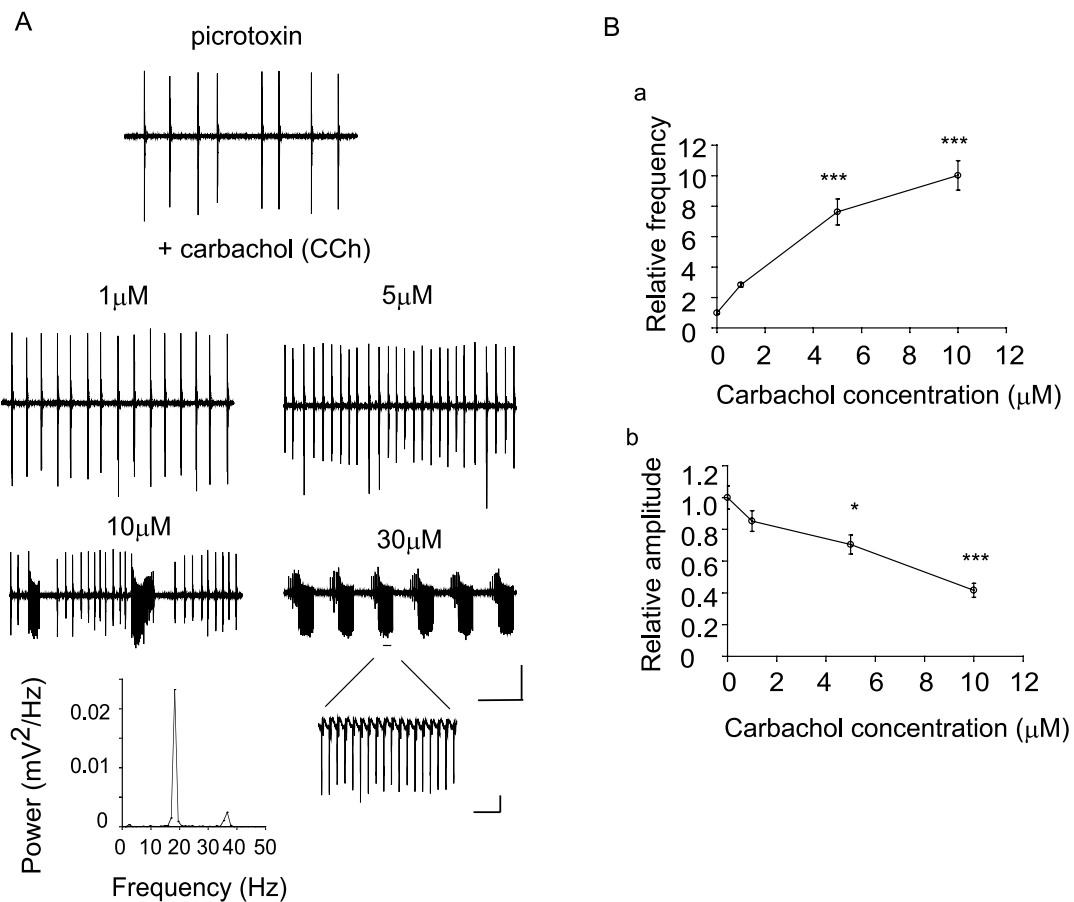 A
picrotoxin
+ carbachol (CCh)
1μM
5μM
10μM
30μM
Power (mV²/Hz)
0.02
0.01
0
0 10 20 30 40 50
Frequency (Hz)
B
a
Relative frequency
12
10
8
6
4
2
0
***
***
0 2 4 6 8 10 12
Carbachol concentration (μM)
b
Relative amplitude
1.2
1.0
0.8
0.6
0.4
0.2
0
*
***
0 2 4 6 8 10 12
Carbachol concentration (μM)